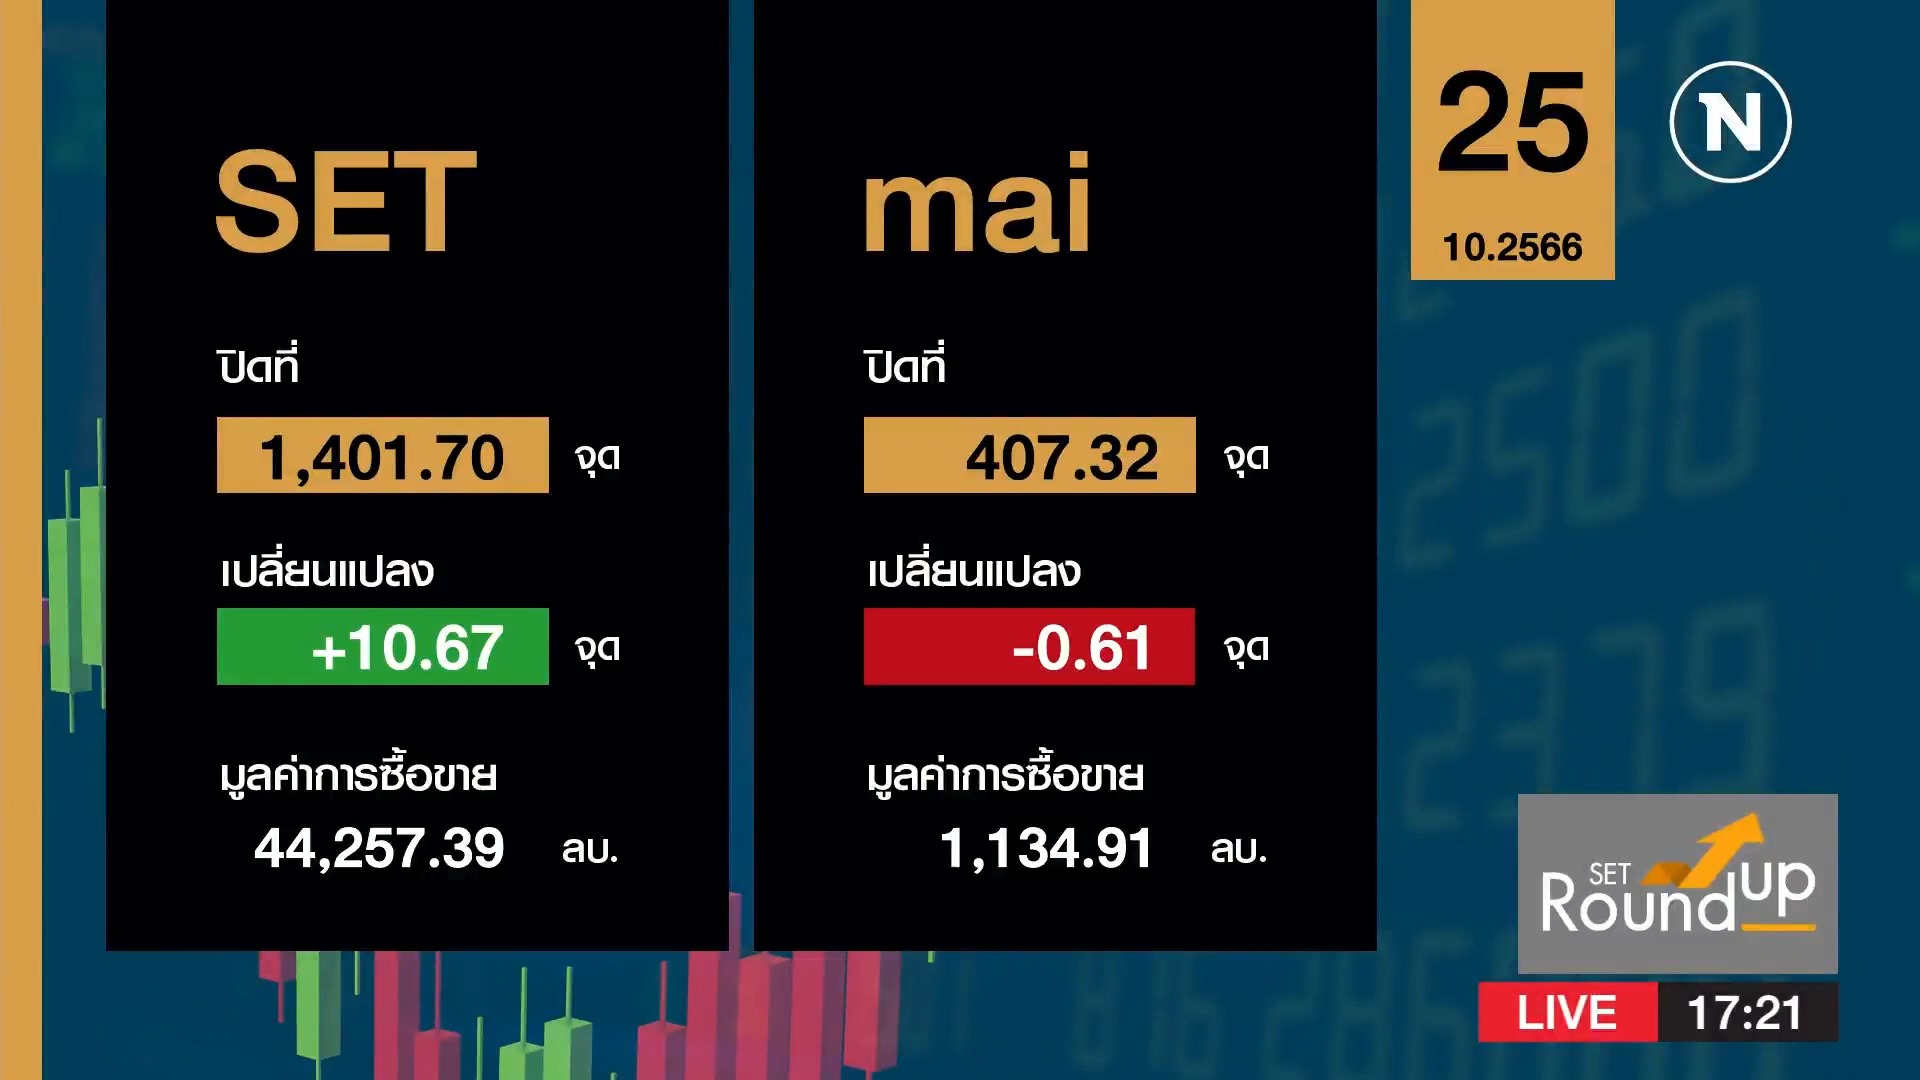 SET
ปิดที่
1,401.70 จุด
เปลี่ยนแปลง
+10.67 จุด
มูลค่าการซื้อขาย
44,257.39 ลบ.
mai
ปิดที่
407.32 จุด
เปลี่ยนแปลง
-0.61 จุด
มูลค่าการซื้อขาย
1,134.91 ลบ.
25
10.2566
N
2500
2379
SET
Roundup
LIVE 17:21